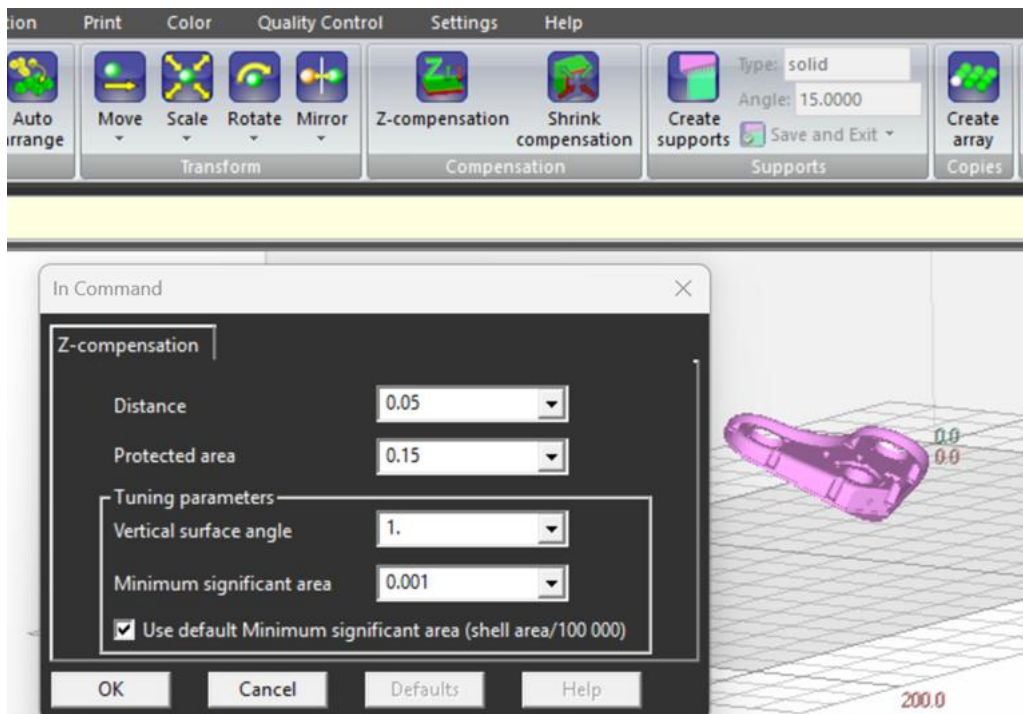 tion Print Color Quality Control Settings Help
Type: solid
Angle: 15.0000
Auto Move Scale Rotate Mirror Z-compensation Shrink Create Save and Exit Create
arrange compensation supports array
Transform Compensation Supports Copies
In Command
Z-compensation
Distance 0.05
Protected area 0.15
Tuning parameters
Vertical surface angle 1.
Minimum significant area 0.001
Use default Minimum significant area (shell area/100 000)
OK Cancel Defaults Help
0.0
0.0
200.0